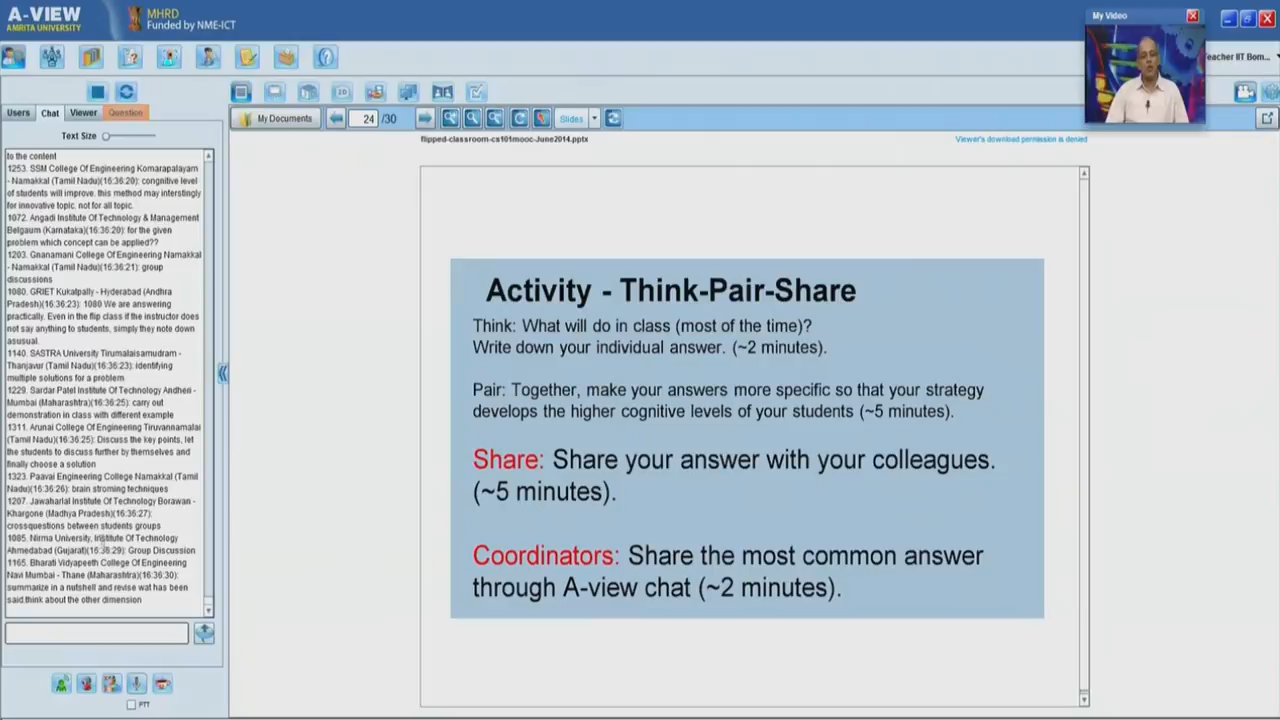 A-VIEW
AMRITA UNIVERSITY
MHRD
Funded by NME-ICT
My Video
Teacher IIT Bom...
Users
Chat
Viewer
Question
Text Size
My Documents
24 /30
Slides
flipped-classroom-cs101mooc-June2014.pptx
Viewer's download permission is denied
to the content
1253. SSM College Of Engineering Komarapalayam
- Namakkal (Tamil Nadu)(16:36:20): congnitive level
of students will improve. this method may interstingly
for innovative topic, not for all topic.
1072. Angadi Institute Of Technology & Management
Belgaum (Karnataka)(16:36:20): for the given
problem which concept can be applied??
1203. Gnanamani College Of Engineering Namakkal
- Namakkal (Tamil Nadu)(16:36:21): group
discussions
1080. GRIET Kukatpally - Hyderabad (Andhra
Pradesh)(16:36:23): 1080 We are answering
practically. Even in the flip class if the instructor does
not say anything to students, simply they note down
asusual.
1140. SASTRA University Tirumalaisamudram -
Thanjavur (Tamil Nadu)(16:36:23): identifying
multiple solutions for a problem
1229. Sardar Patel Institute Of Technology Andheri -
Mumbai (Maharashtra)(16:36:25): carry out
demonstration in class with different example
1311. Arunai College Of Engineering Tiruvannamalai
(Tamil Nadu)(16:36:25): Discuss the key points, let
the students to discuss further by themselves and
finally choose a solution
1323. Paavai Engineering College Namakkal (Tamil
Nadu)(16:36:26): brain stroming techniques
1207. Jawaharlal Institute Of Technology Borawan -
Khargone (Madhya Pradesh)(16:36:27):
crossquestions between students groups
1085. Nirma University, Institute Of Technology
Ahmedabad (Gujarat)(16:36:29): Group Discussion
1165. Bharati Vidyapeeth College Of Engineering
Navi Mumbai - Thane (Maharashtra)(16:36:30):
summarize in a nutshell and revise wat has been
said.think about the other dimension
PTT
Activity - Think-Pair-Share
Think: What will do in class (most of the time)?
Write down your individual answer. (~2 minutes).
Pair: Together, make your answers more specific so that your strategy
develops the higher cognitive levels of your students (~5 minutes).
Share: Share your answer with your colleagues.
(~5 minutes).
Coordinators: Share the most common answer
through A-view chat (~2 minutes).